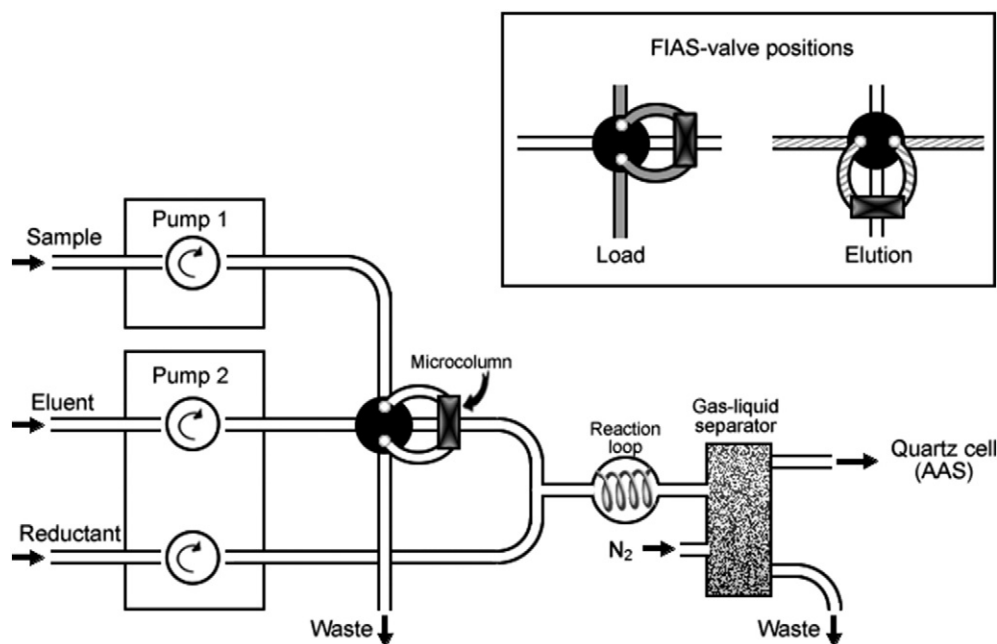 FIAS-valve positions
Load
Elution
Pump 1
Sample
Pump 2
Microcolumn
Eluent
Gas-liquid
separator
Reaction
loop
Quartz cell
(AAS)
Reductant
N₂
Waste
Waste